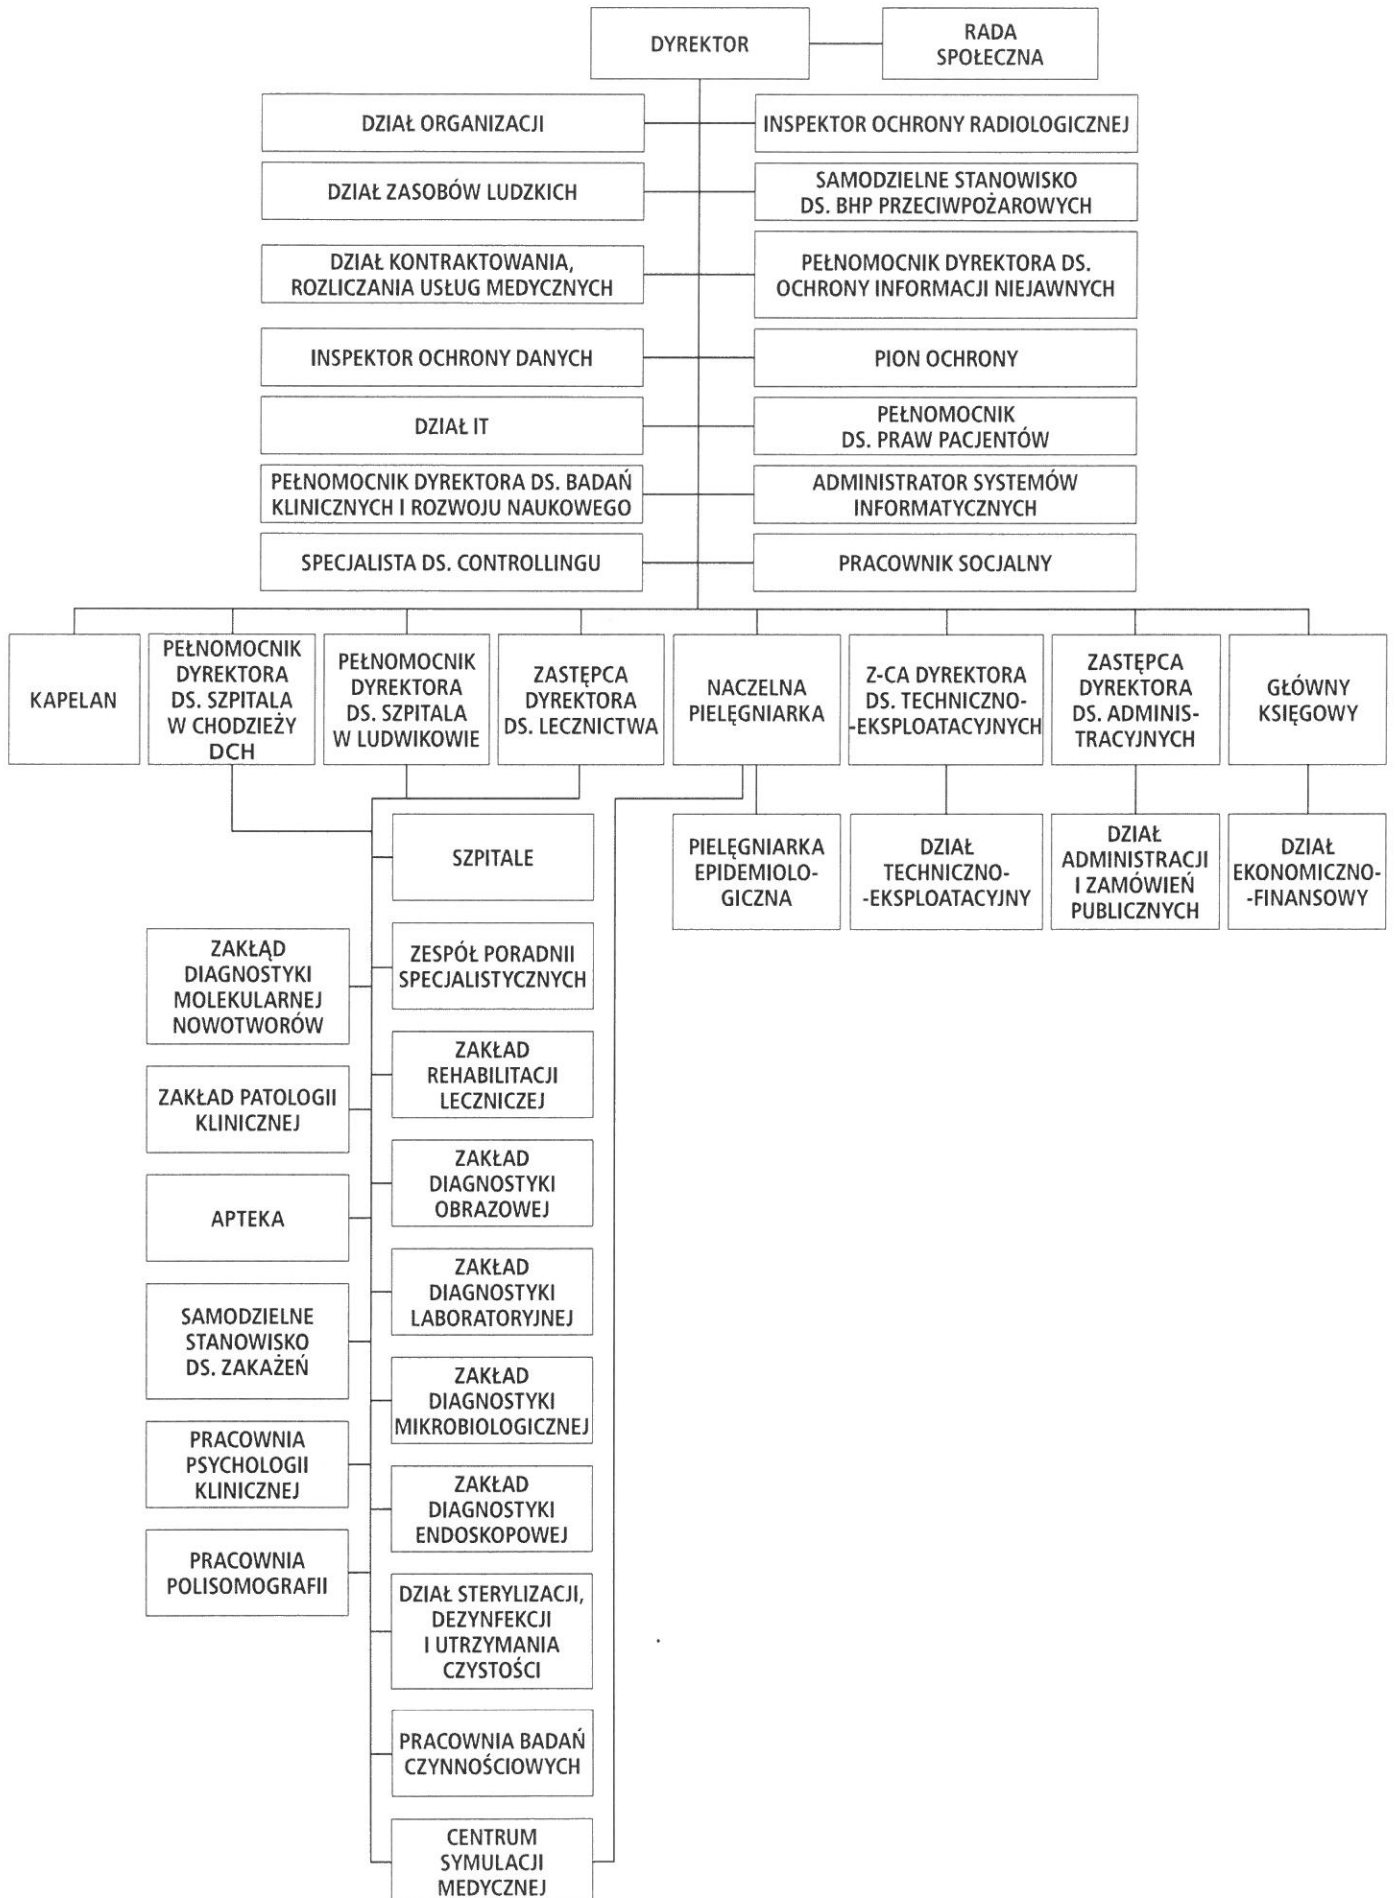 DYREKTOR
RADA
SPOŁECZNA
DZIAŁ ORGANIZACJI
INSPEKTOR OCHRONY RADIOLOGICZNEJ
DZIAŁ ZASOBÓW LUDZKICH
SAMODZIELNE STANOWISKO
DS. BHP PRZECIWPOŻAROWYCH
DZIAŁ KONTRAKTOWANIA,
ROZLICZANIA USŁUG MEDYCZNYCH
PEŁNOMOCNIK DYREKTORA DS.
OCHRONY INFORMACJI NIEJAWNYCH
INSPEKTOR OCHRONY DANYCH
PION OCHRONY
DZIAŁ IT
PEŁNOMOCNIK
DS. PRAW PACJENTÓW
PEŁNOMOCNIK DYREKTORA DS. BADAŃ
KLINICZNYCH I ROZWOJU NAUKOWEGO
ADMINISTRATOR SYSTEMÓW
INFORMATYCZNYCH
SPECJALISTA DS. CONTROLLINGU
PRACOWNIK SOCJALNY
KAPELAN
PEŁNOMOCNIK
DYREKTORA
DS. SZPITALA
W CHODZIEŻY
DCH
PEŁNOMOCNIK
DYREKTORA
DS. SZPITALA
W LUDWIKOWIE
ZASTĘPCA
DYREKTORA
DS. LECZNICTWA
NACZELNA
PIELĘGNIARKA
Z-CA DYREKTORA
DS. TECHNICZNO-
-EKSPLOATACYJNYCH
ZASTĘPCA
DYREKTORA
DS. ADMINIS-
TRACYJNYCH
GŁÓWNY
KSIĘGOWY
SZPITALE
PIELĘGNIARKA
EPIDEMIOLO-
GICZNA
DZIAŁ
TECHNICZNO-
-EKSPLOATACYJNY
DZIAŁ
ADMINISTRACJI
I ZAMÓWIEŃ
PUBLICZNYCH
DZIAŁ
EKONOMICZNO-
-FINANSOWY
ZAKŁĄD
DIAGNOSTYKI
MOLEKULARNEJ
NOWOTWORÓW
ZESPÓŁ PORADNII
SPECJALISTYCZNYCH
ZAKŁAD
REHABILITACJI
LECZNICZEJ
ZAKŁAD PATOLOGII
KLINICZNEJ
ZAKŁAD
DIAGNOSTYKI
OBRAZOWEJ
APTEKA
ZAKŁAD
DIAGNOSTYKI
LABORATORYJNEJ
SAMODZIELNE
STANOWISKO
DS. ZAKAŻEŃ
ZAKŁAD
DIAGNOSTYKI
MIKROBIOLOGICZNEJ
PRACOWNIA
PSYCHOLOGII
KLINICZNEJ
ZAKŁAD
DIAGNOSTYKI
ENDOSKOPOWEJ
PRACOWNIA
POLISOMOGRAFII
DZIAŁ STERYLIZACJI,
DEZYNFEKCJI
I UTRZYMANIA
CZYSTOŚCI
PRACOWNIA BADAŃ
CZYNNOŚCIOWYCH
CENTRUM
SYMULACJI
MEDYCZNEJ